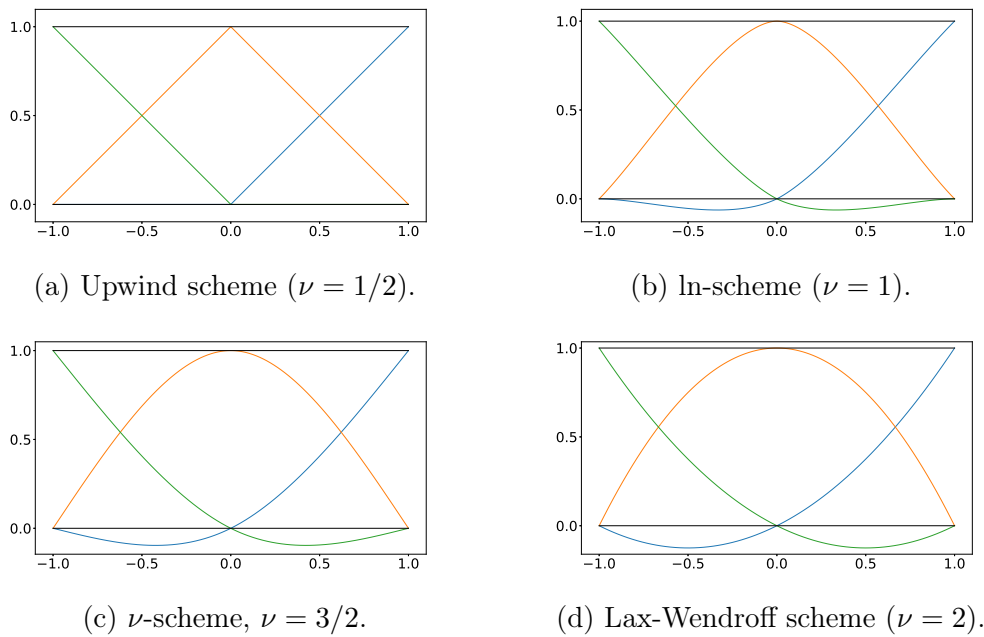 1.0
0.5
0.0
−1.0 −0.5 0.0 0.5 1.0
(a) Upwind scheme (ν = 1/2).
1.0
0.5
0.0
−1.0 −0.5 0.0 0.5 1.0
(b) ln-scheme (ν = 1).
1.0
0.5
0.0
−1.0 −0.5 0.0 0.5 1.0
(c) ν-scheme, ν = 3/2.
1.0
0.5
0.0
−1.0 −0.5 0.0 0.5 1.0
(d) Lax-Wendroff scheme (ν = 2).